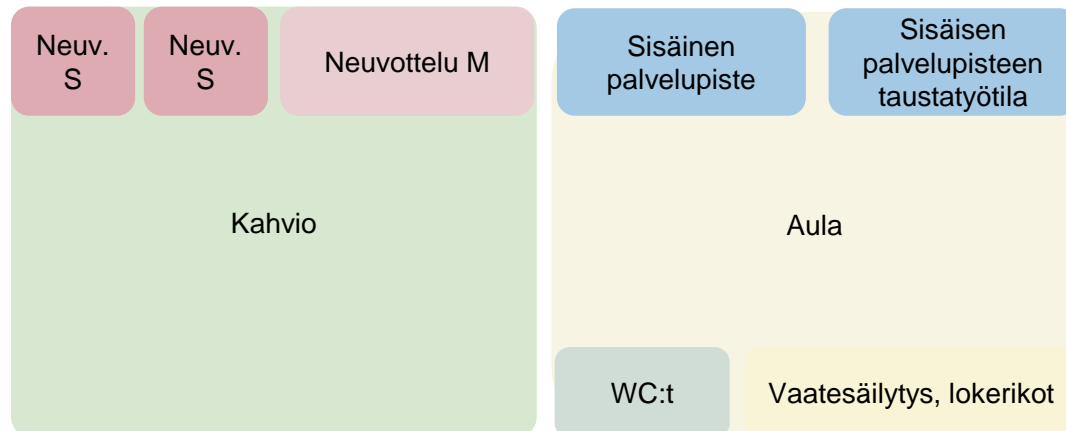 Neuv.
S
Neuv.
S
Neuvottelu M
Sisäinen
palvelupiste
Sisäisen
palvelupisteen
taustatyötila
Kahvio
Aula
WC:t
Vaatesäilytys, lokerikot